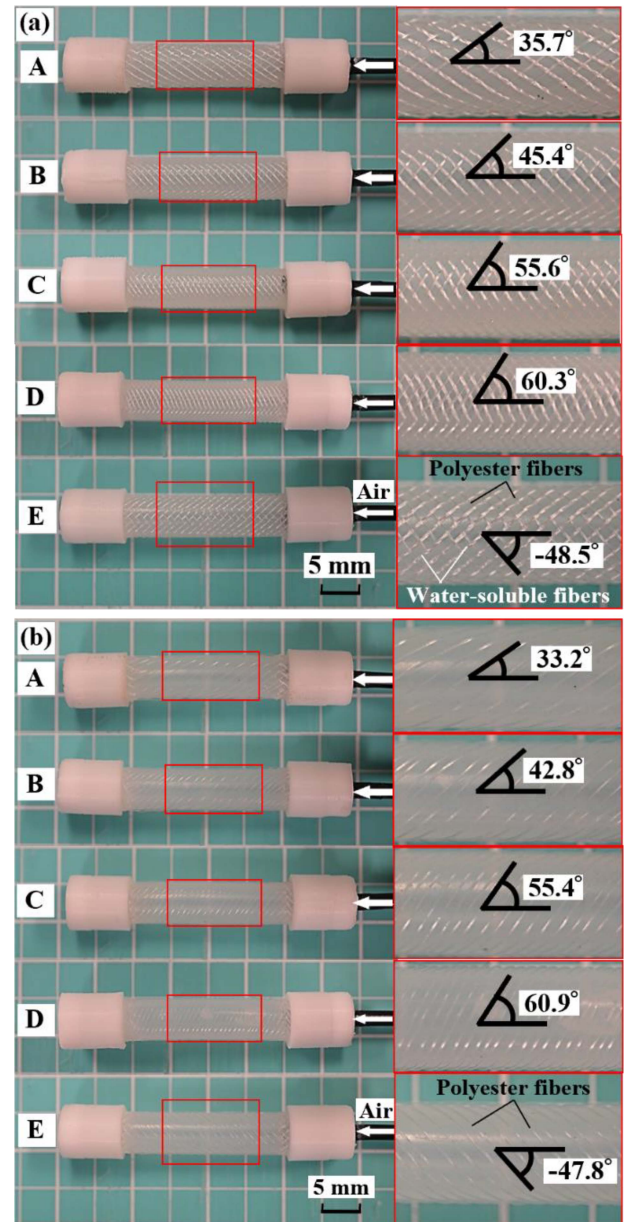 (a)
A
35.7°
B
45.4°
C
55.6°
D
60.3°
Polyester fibers
E
Air
-48.5°
5 mm
Water-soluble fibers
(b)
A
33.2°
B
42.8°
C
55.4°
D
60.9°
Polyester fibers
E
Air
-47.8°
5 mm